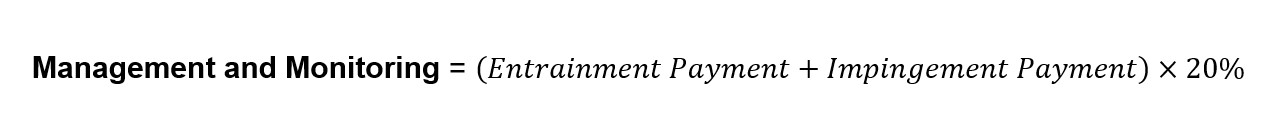 Management and Monitoring = (Entrainment Payment + Impingement Payment) × 20%